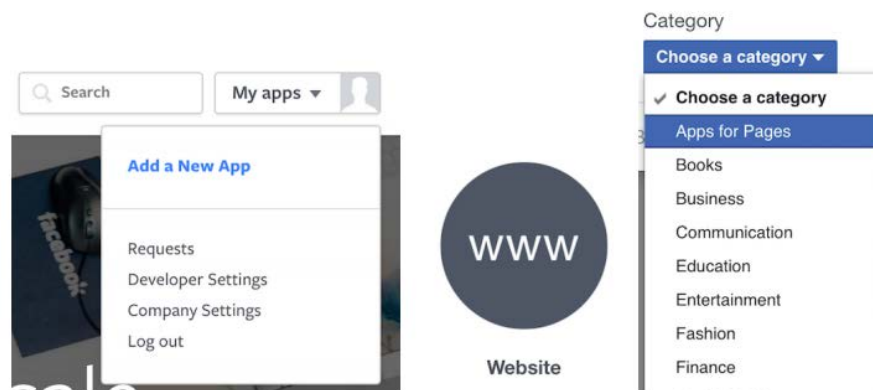 Search
My apps
Add a New App
Requests
Developer Settings
Company Settings
Log out
facebook
www
Website
Category
Choose a category
Choose a category
Apps for Pages
Books
Business
Communication
Education
Entertainment
Fashion
Finance